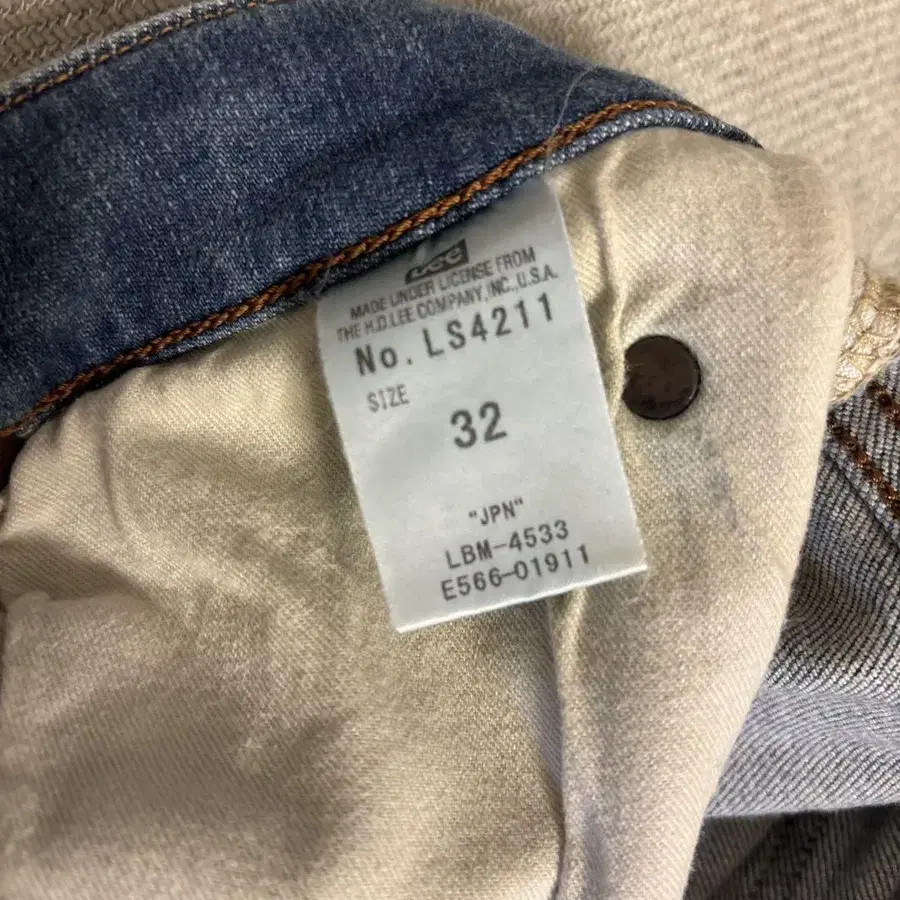 Lee
MADE UNDER LICENSE FROM
THE H.D.LEE COMPANY,INC.,U.S.A.
No. LS4211
SIZE
32
"JPN"
LBM-4533
E566-01911